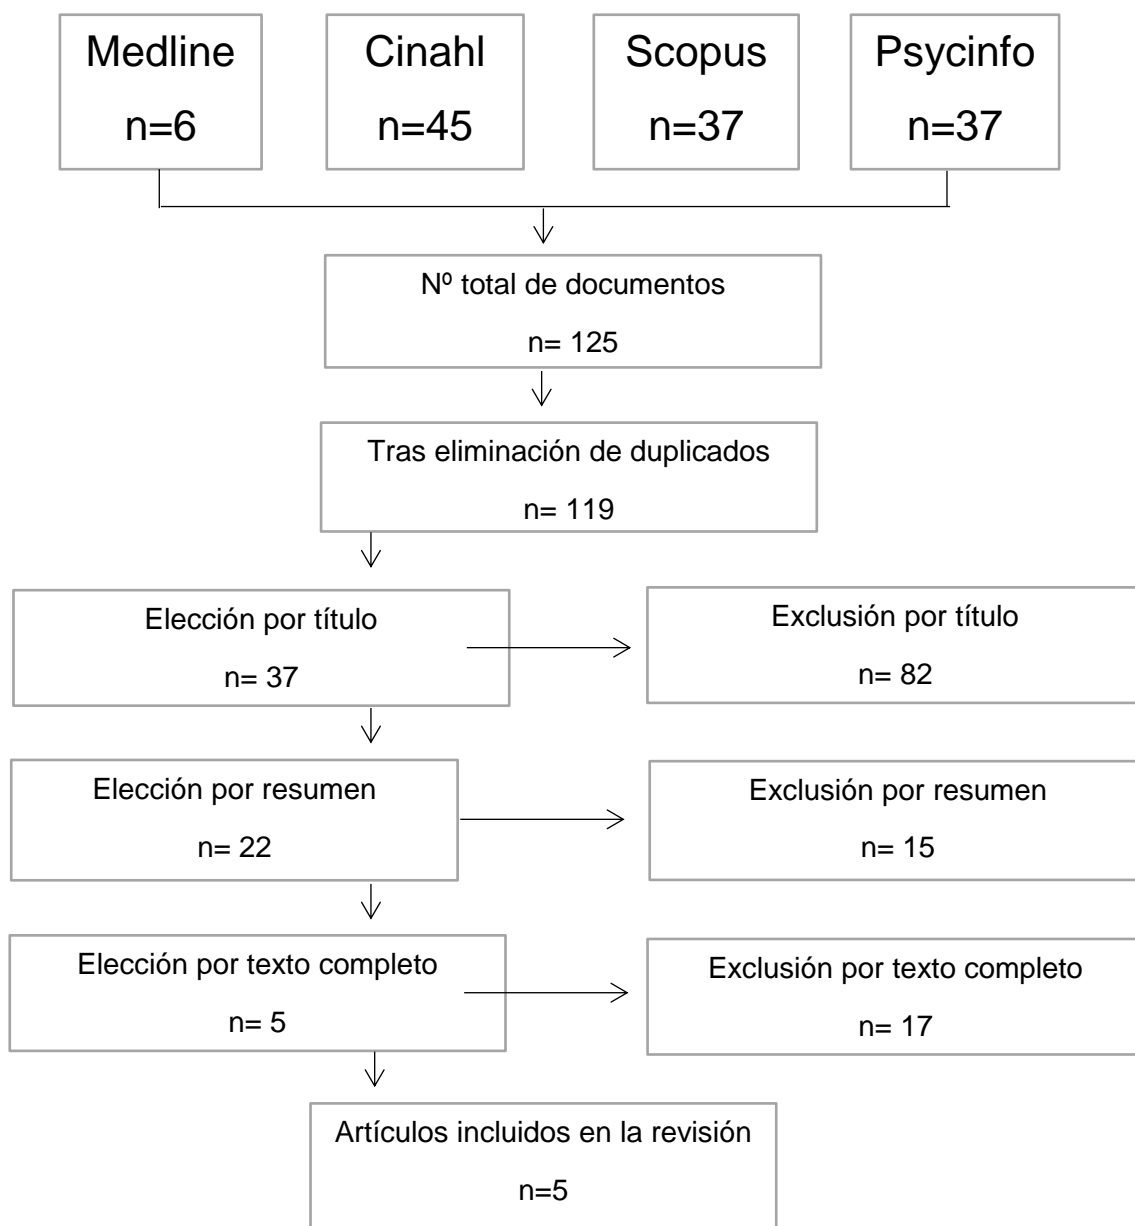 Medline
n=6
Cinahl
n=45
Scopus
n=37
Psycinfo
n=37
Nº total de documentos
n= 125
Tras eliminación de duplicados
n= 119
Elección por título
n= 37
Exclusión por título
n= 82
Elección por resumen
n= 22
Exclusión por resumen
n= 15
Elección por texto completo
n= 5
Exclusión por texto completo
n= 17
Artículos incluidos en la revisión
n=5